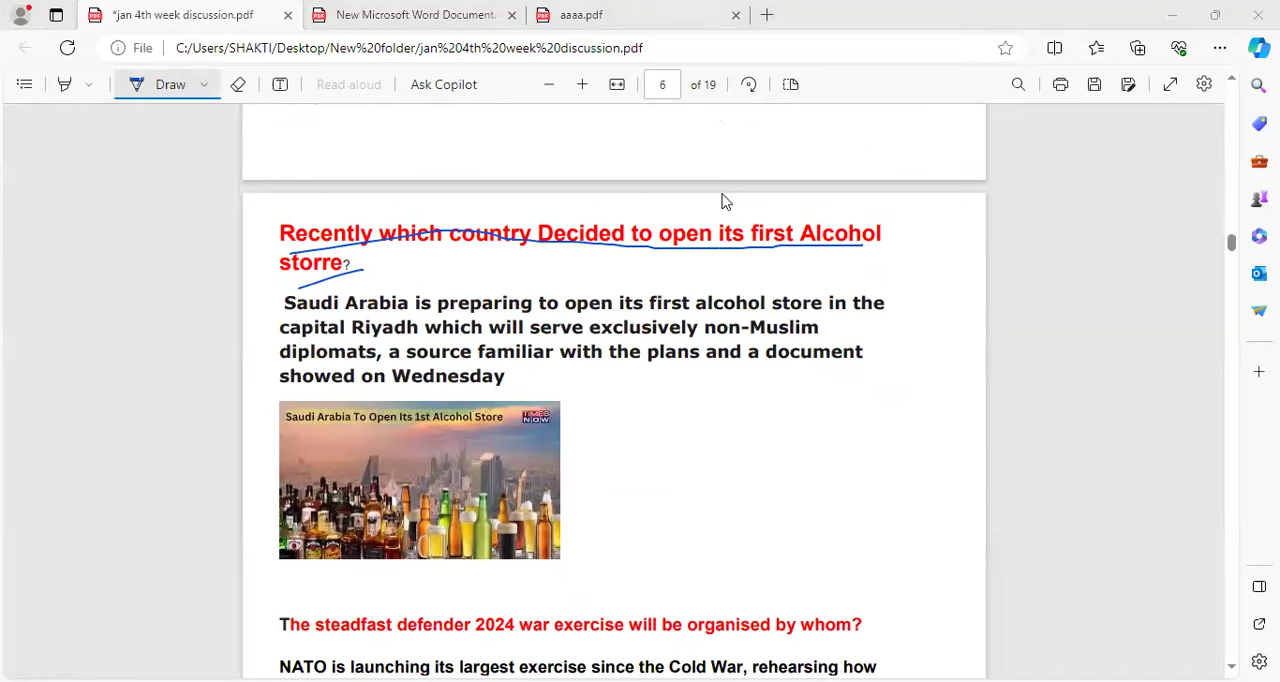 *jan 4th week discussion.pdf
New Microsoft Word Document.
aaaa.pdf
File
C:/Users/SHAKTI/Desktop/New%20folder/jan%204th%20week%20discussion.pdf
Draw
Read aloud
Ask Copilot
6
of 19
Recently which country Decided to open its first Alcohol
storre?
Saudi Arabia is preparing to open its first alcohol store in the
capital Riyadh which will serve exclusively non-Muslim
diplomats, a source familiar with the plans and a document
showed on Wednesday
Saudi Arabia To Open Its 1st Alcohol Store
TIMES
NOW
The steadfast defender 2024 war exercise will be organised by whom?
NATO is launching its largest exercise since the Cold War, rehearsing how